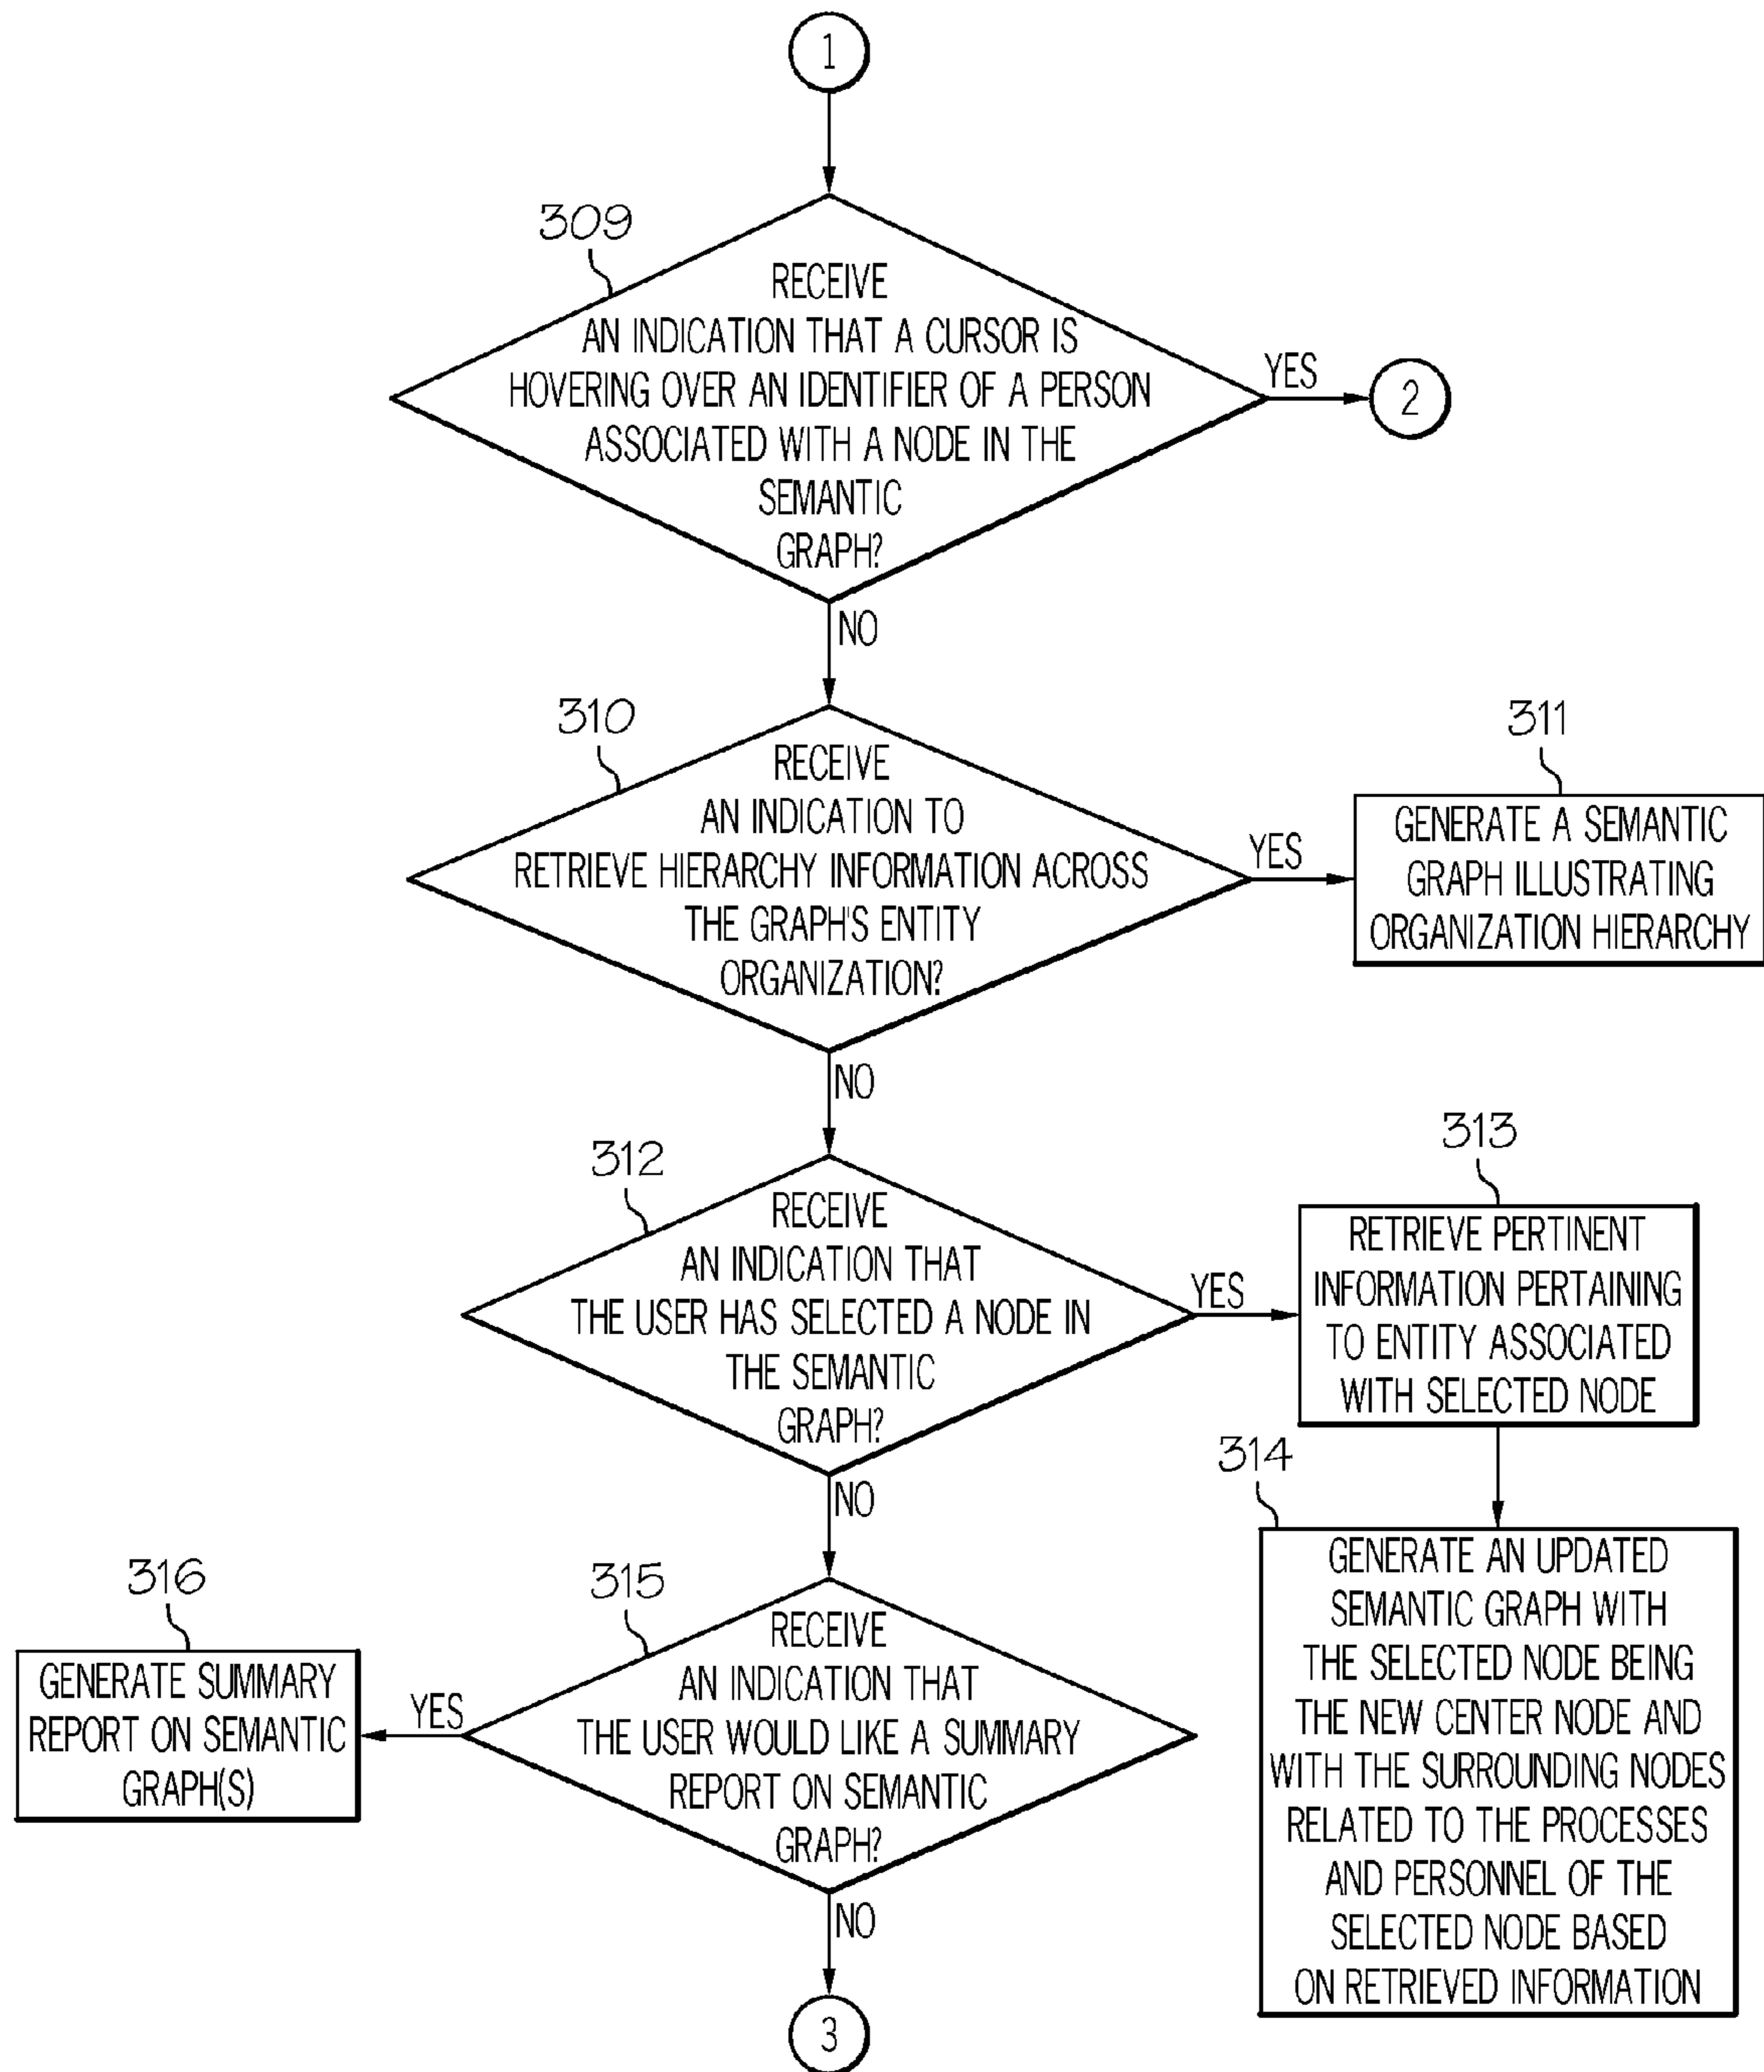 1
309
RECEIVE
AN INDICATION THAT A CURSOR IS
HOVERING OVER AN IDENTIFIER OF A PERSON
ASSOCIATED WITH A NODE IN THE
SEMANTIC
GRAPH?
YES
2
NO
310
RECEIVE
AN INDICATION TO
RETRIEVE HIERARCHY INFORMATION ACROSS
THE GRAPH'S ENTITY
ORGANIZATION?
YES
311
GENERATE A SEMANTIC
GRAPH ILLUSTRATING
ORGANIZATION HIERARCHY
NO
312
RECEIVE
AN INDICATION THAT
THE USER HAS SELECTED A NODE IN
THE SEMANTIC
GRAPH?
YES
313
RETRIEVE PERTINENT
INFORMATION PERTAINING
TO ENTITY ASSOCIATED
WITH SELECTED NODE
314
GENERATE AN UPDATED
SEMANTIC GRAPH WITH
THE SELECTED NODE BEING
THE NEW CENTER NODE AND
WITH THE SURROUNDING NODES
RELATED TO THE PROCESSES
AND PERSONNEL OF THE
SELECTED NODE BASED
ON RETRIEVED INFORMATION
NO
315
RECEIVE
AN INDICATION THAT
THE USER WOULD LIKE A SUMMARY
REPORT ON SEMANTIC
GRAPH?
YES
316
GENERATE SUMMARY
REPORT ON SEMANTIC
GRAPH(S)
NO
3